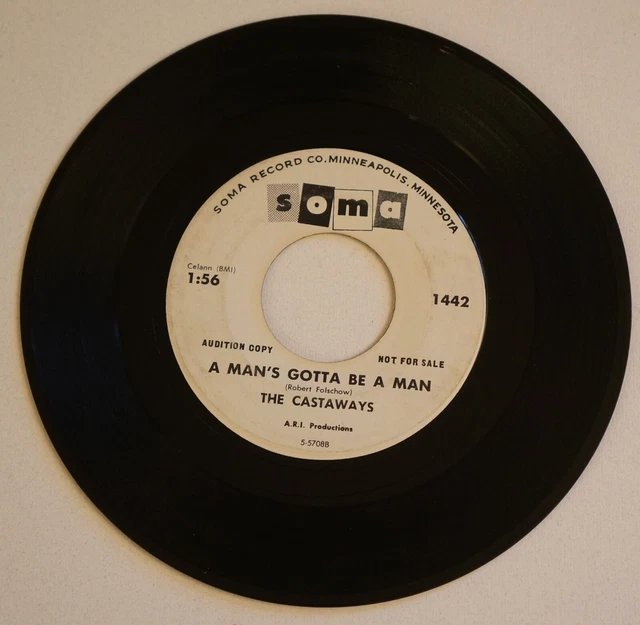 SOMA RECORD CO. MINNEAPOLIS, MINNESOTA
soma
Celann (BMI)
1:56
1442
AUDITION COPY
NOT FOR SALE
A MAN'S GOTTA BE A MAN
(Robert Folschow)
THE CASTAWAYS
A.R.I. Productions
5-5708B